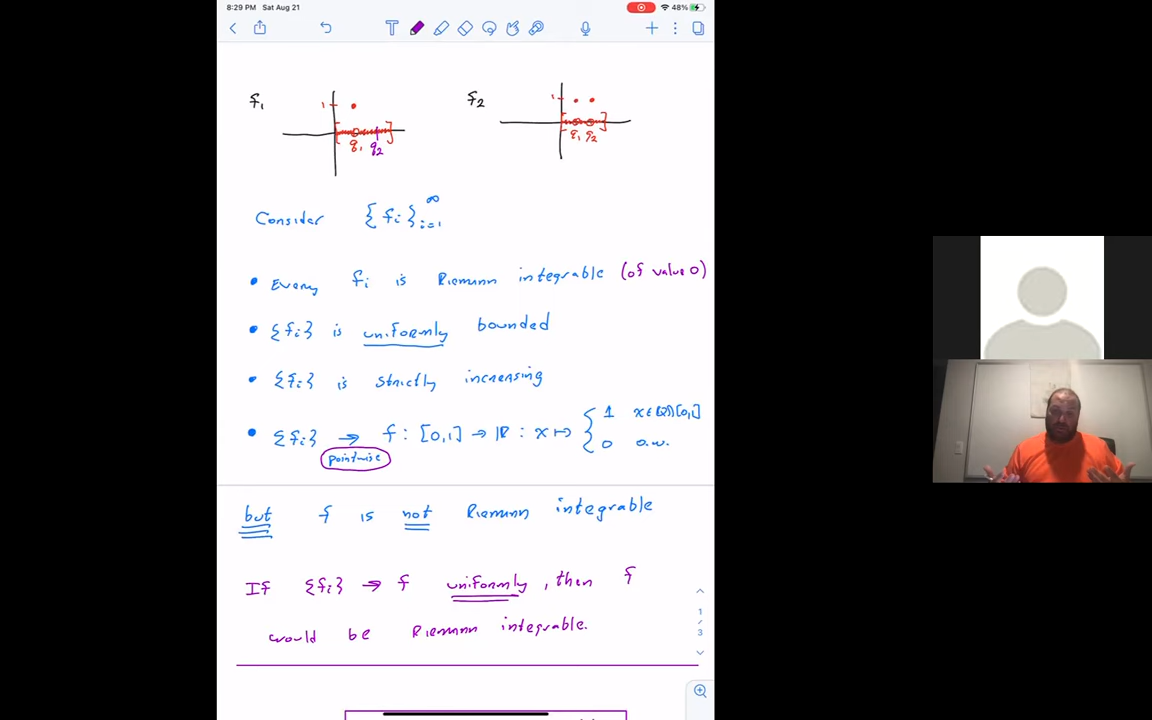 8:29 PM Sat Aug 21
48%
f₁ 1 q₁ q₂
f₂ 1 q₁ q₂
Consider {fᵢ}ᵢ₌₁^∞
• Every fᵢ is Riemann integrable (of value 0)
• {fᵢ} is uniformly bounded
• {fᵢ} is strictly increasing
• {fᵢ} → f : [0,1] → ℝ : x ↦ { 1 x∈ℚ∩[0,1]
0 o.w.
pointwise
but f is not Riemann integrable
If {fᵢ} → f uniformly, then f
would be Riemann integrable.
1
/
3